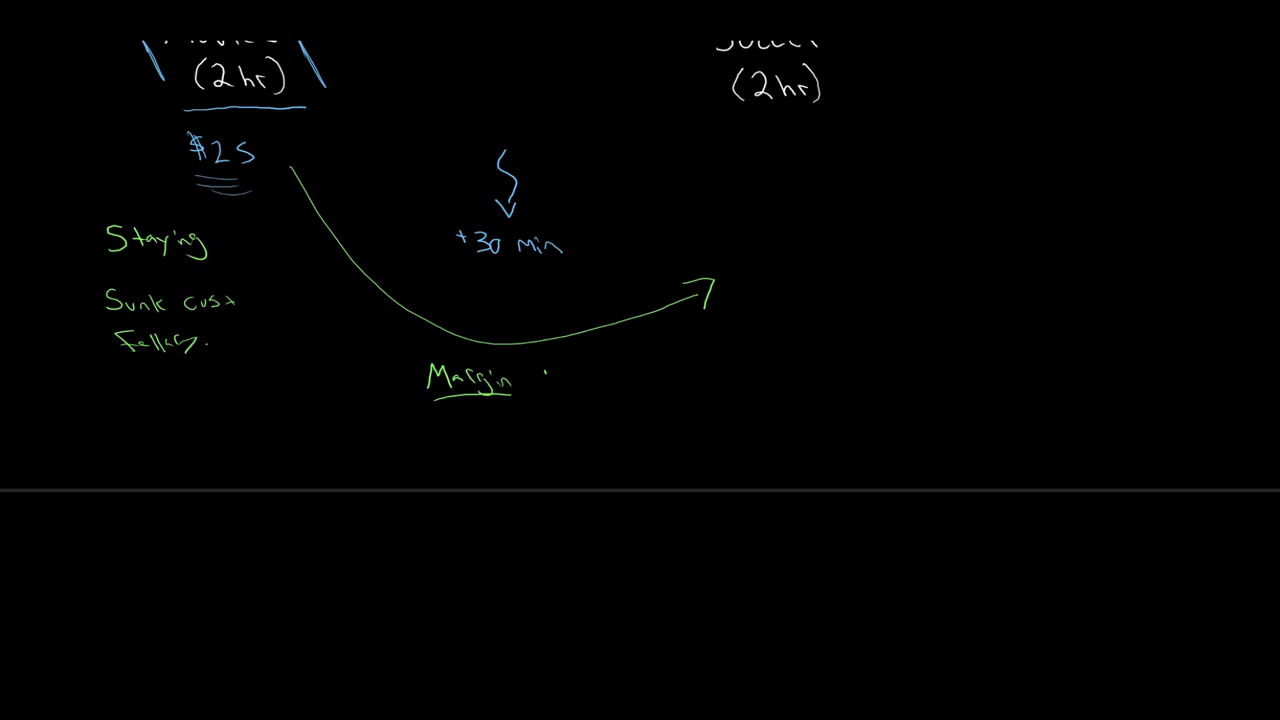 (2hr)
(2hr)
$25
+30 min
Staying
Sunk cost
Fallacy.
Margin